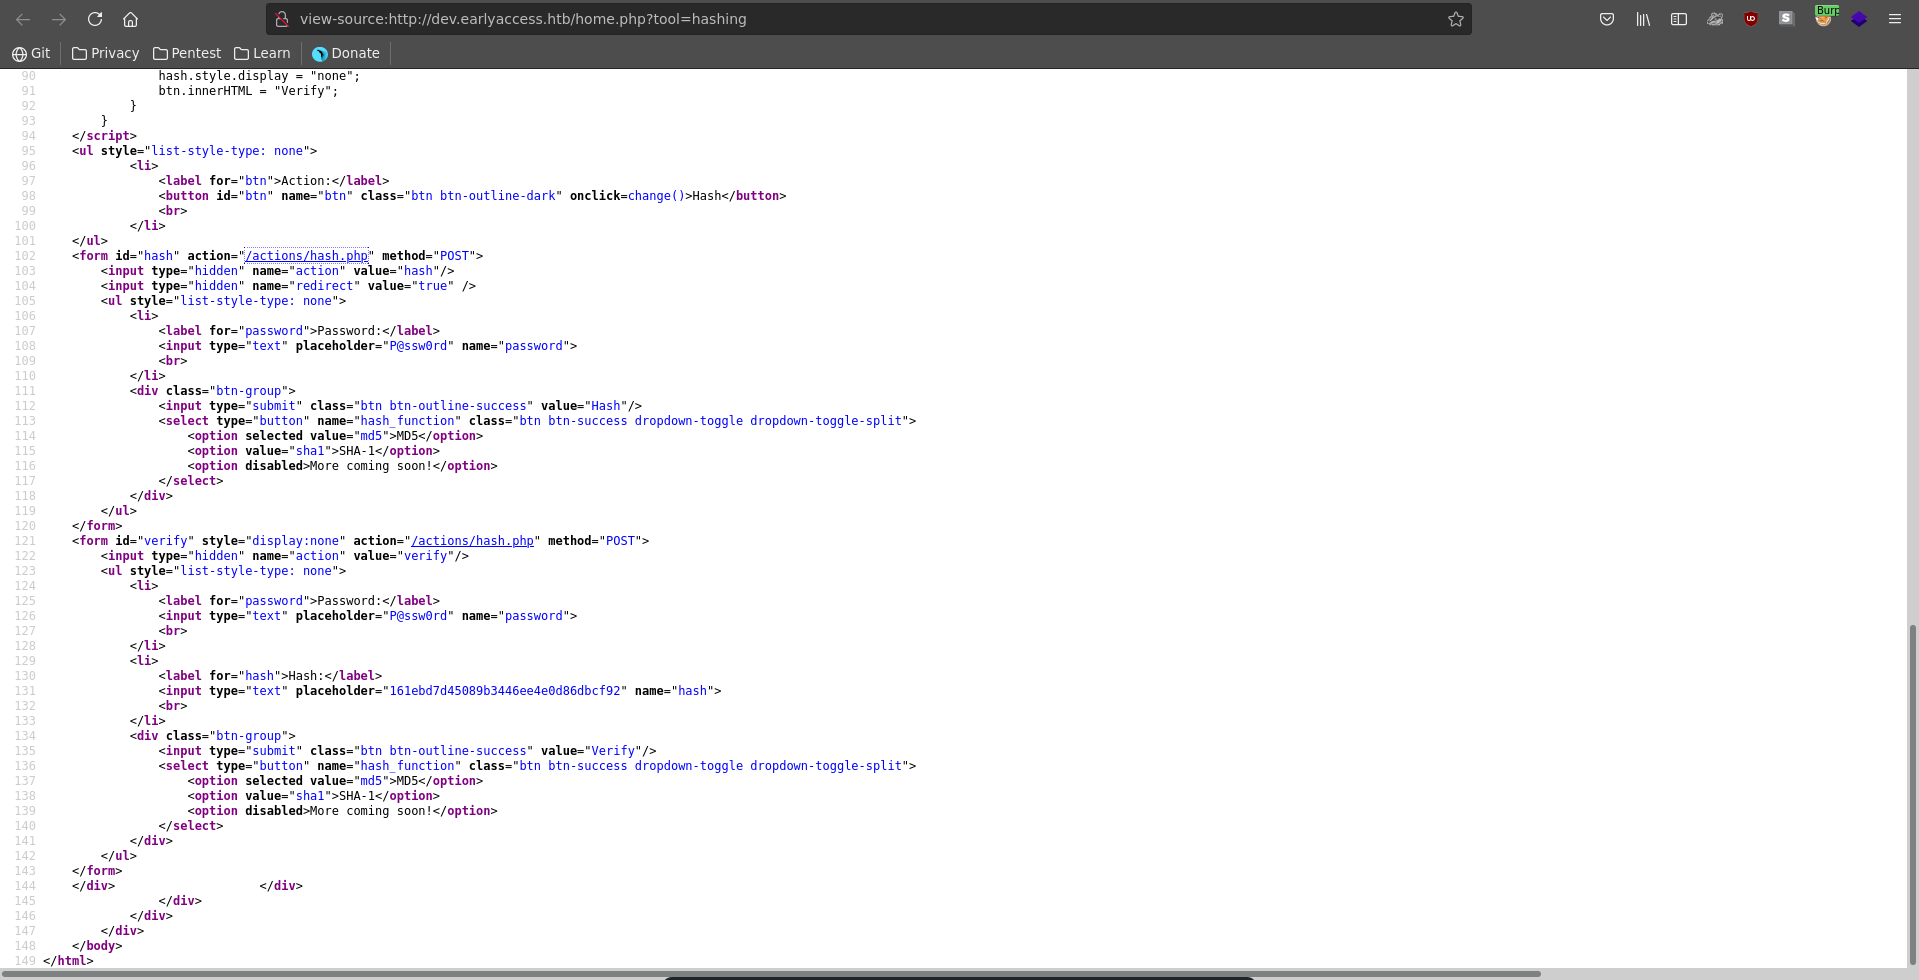 view-source:http://dev.earlyaccess.htb/home.php?tool=hashing
UD
S
Burp
Git Privacy Pentest Learn Donate
90 hash.style.display = "none";
91 btn.innerHTML = "Verify";
92 }
93 }
94 </script>
95 <ul style="list-style-type: none">
96 <li>
97 <label for="btn">Action:</label>
98 <button id="btn" name="btn" class="btn btn-outline-dark" onclick=change()>Hash</button>
99 <br>
100 </li>
101 </ul>
102 <form id="hash" action="/actions/hash.php" method="POST">
103 <input type="hidden" name="action" value="hash"/>
104 <input type="hidden" name="redirect" value="true" />
105 <ul style="list-style-type: none">
106 <li>
107 <label for="password">Password:</label>
108 <input type="text" placeholder="P@ssw0rd" name="password">
109 <br>
110 </li>
111 <div class="btn-group">
112 <input type="submit" class="btn btn-outline-success" value="Hash"/>
113 <select type="button" name="hash_function" class="btn btn-success dropdown-toggle dropdown-toggle-split">
114 <option selected value="md5">MD5</option>
115 <option value="sha1">SHA-1</option>
116 <option disabled>More coming soon!</option>
117 </select>
118 </div>
119 </ul>
120 </form>
121 <form id="verify" style="display:none" action="/actions/hash.php" method="POST">
122 <input type="hidden" name="action" value="verify"/>
123 <ul style="list-style-type: none">
124 <li>
125 <label for="password">Password:</label>
126 <input type="text" placeholder="P@ssw0rd" name="password">
127 <br>
128 </li>
129 <li>
130 <label for="hash">Hash:</label>
131 <input type="text" placeholder="161ebd7d45089b3446ee4e0d86dbcf92" name="hash">
132 <br>
133 </li>
134 <div class="btn-group">
135 <input type="submit" class="btn btn-outline-success" value="Verify"/>
136 <select type="button" name="hash_function" class="btn btn-success dropdown-toggle dropdown-toggle-split">
137 <option selected value="md5">MD5</option>
138 <option value="sha1">SHA-1</option>
139 <option disabled>More coming soon!</option>
140 </select>
141 </div>
142 </ul>
143 </form>
144 </div> </div>
145 </div>
146 </div>
147 </div>
148 </body>
149 </html>